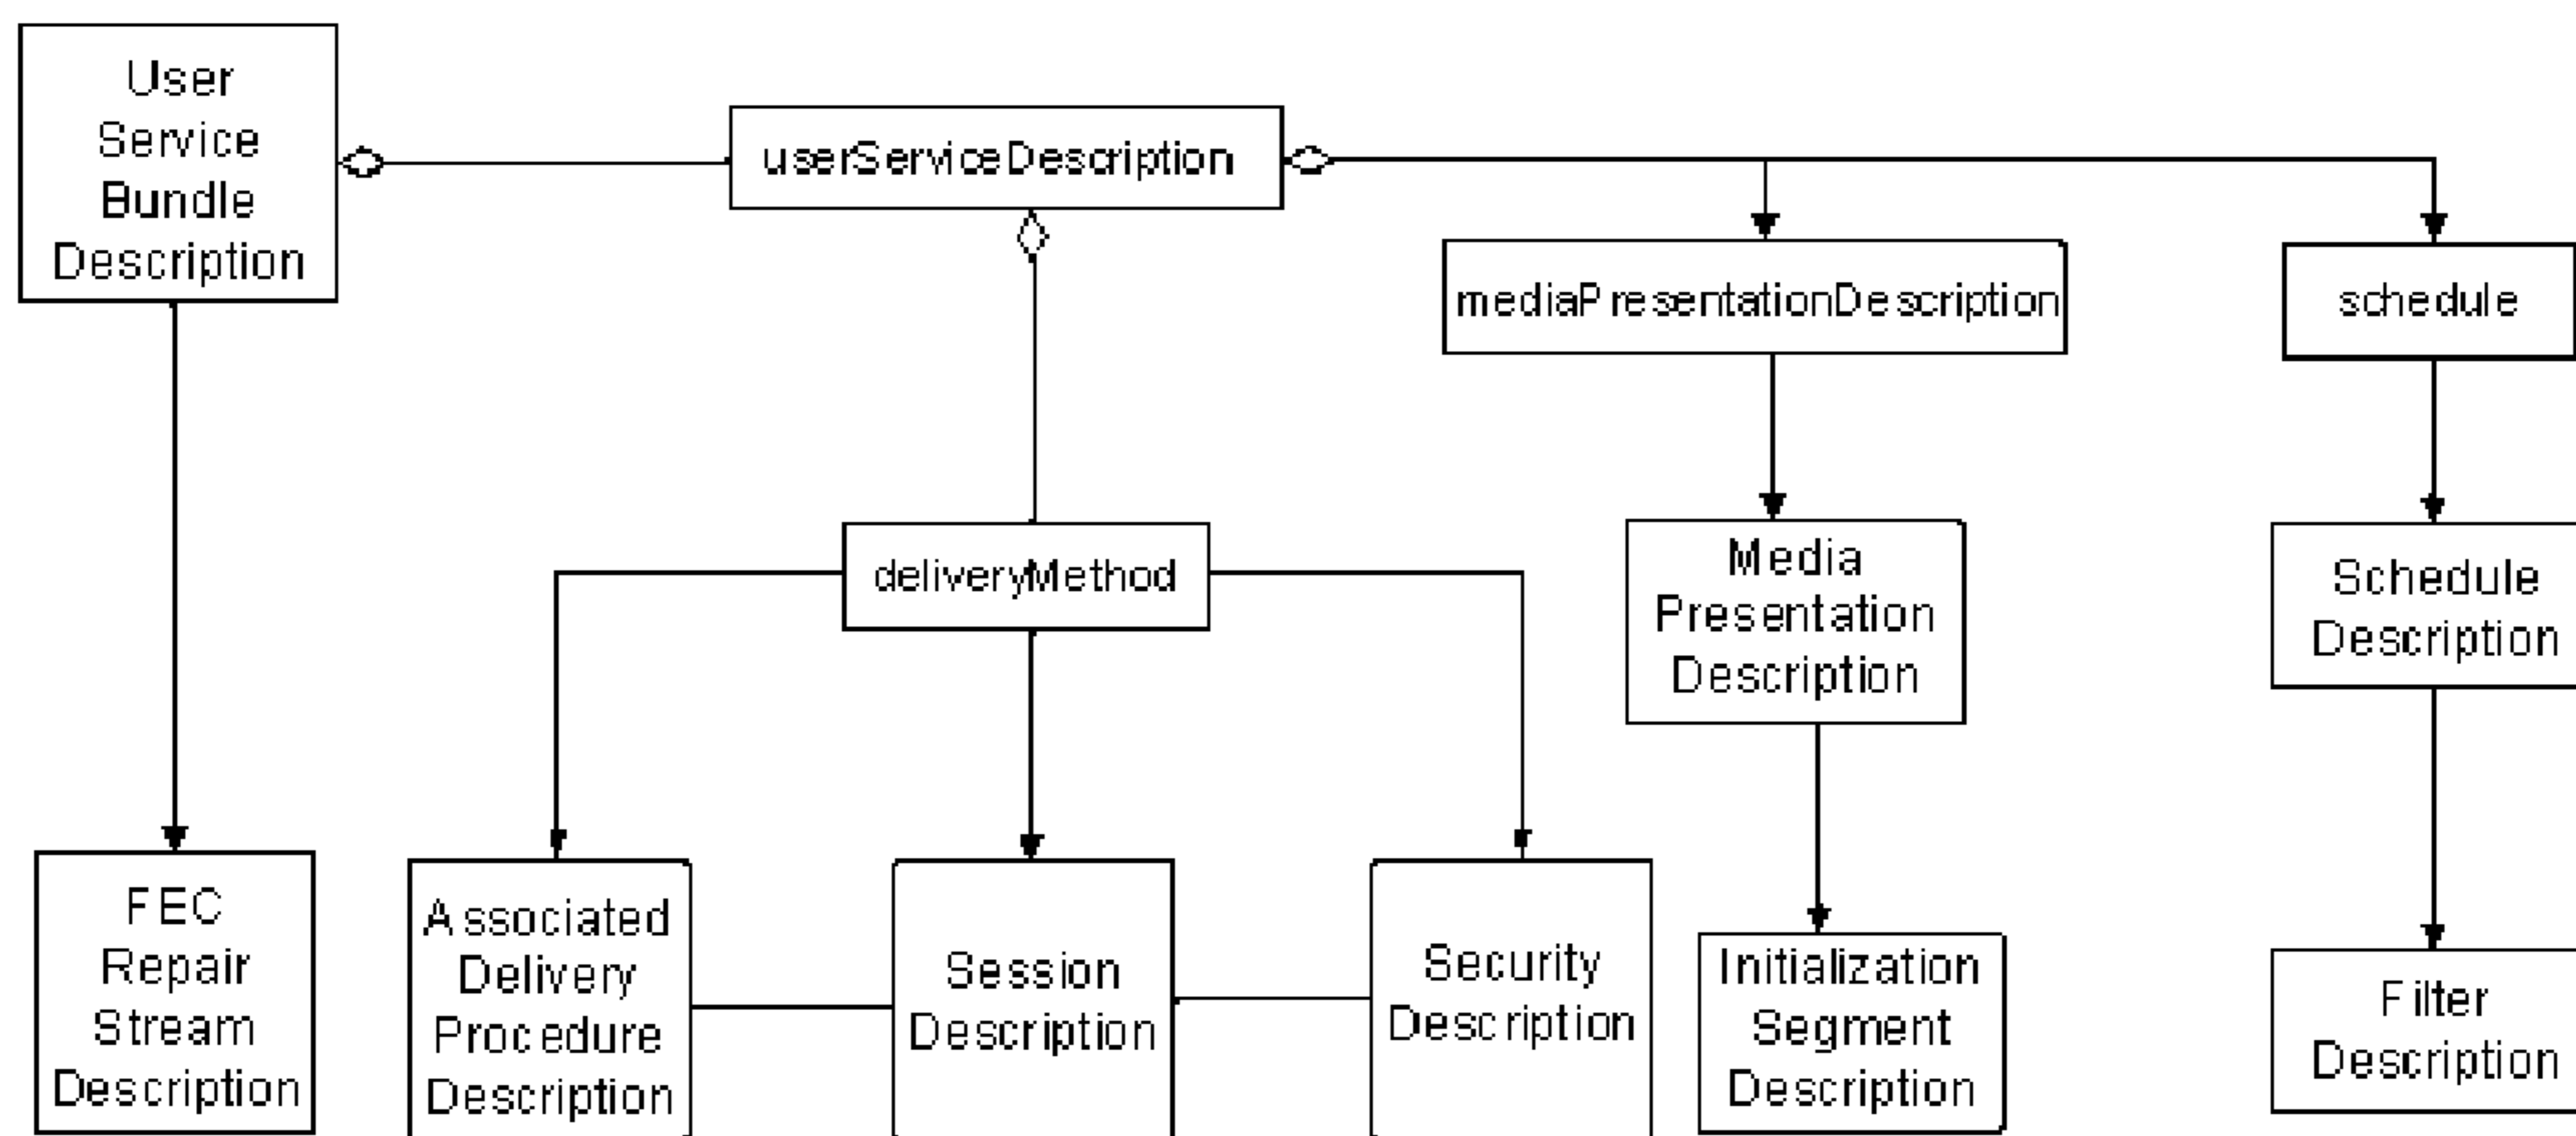 User
Service
Bundle
Description
userServiceDescription
mediaPresentationDescription
schedule
deliveryMethod
Media
Presentation
Description
Schedule
Description
FEC
Repair
Stream
Description
Associated
Delivery
Procedure
Description
Session
Description
Security
Description
Initialization
Segment
Description
Filter
Description